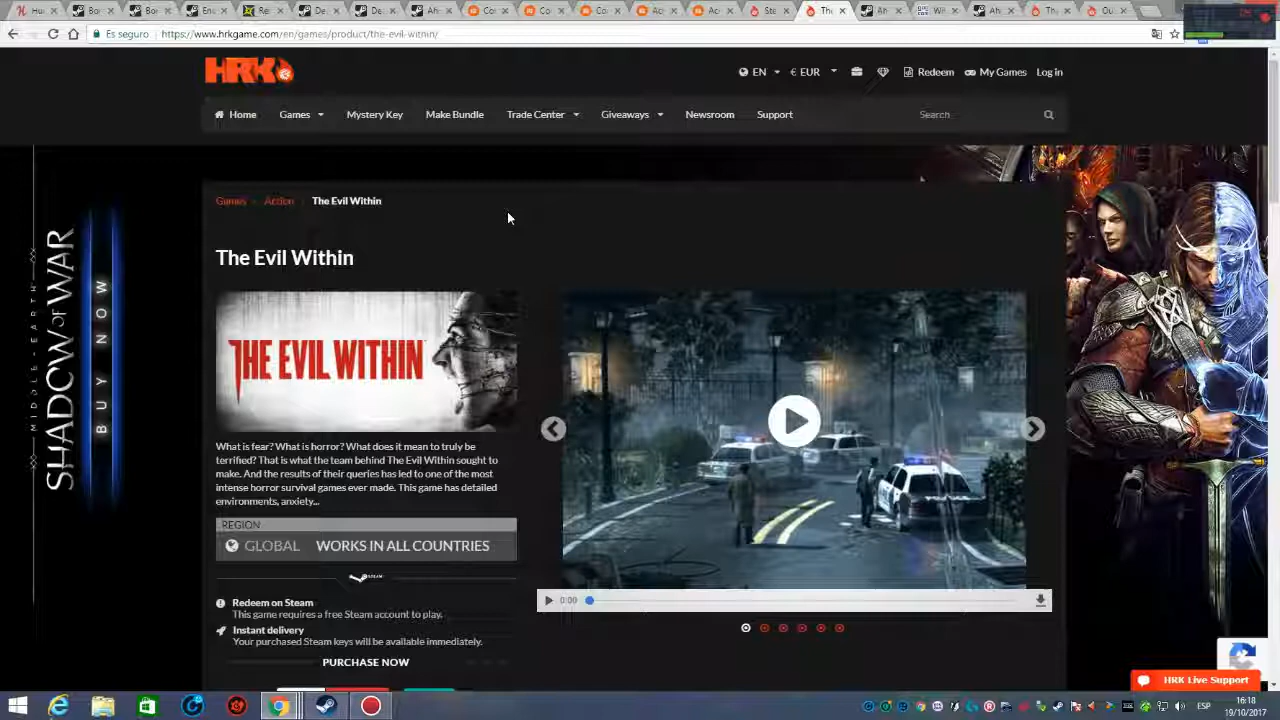 Es seguro
https://www.hrkgame.com/en/games/product/the-evil-within/
HRK
EN
€ EUR
Redeem
My Games
Log in
Home
Games
Mystery Key
Make Bundle
Trade Center
Giveaways
Newsroom
Support
Search...
Games
Action
The Evil Within
The Evil Within
THE EVIL WITHIN
What is fear? What is horror? What does it mean to truly be
terrified? That is what the team behind The Evil Within sought to
make. And the results of their queries has led to one of the most
intense horror survival games ever made. This game has detailed
environments, anxiety...
REGION
GLOBAL WORKS IN ALL COUNTRIES
STEAM
Redeem on Steam
This game requires a free Steam account to play.
Instant delivery
Your purchased Steam keys will be available immediately.
PURCHASE NOW
0:00
MIDDLE-EARTH
SHADOW OF WAR
BUY NOW
HRK Live Support
ESP
16:18
19/10/2017